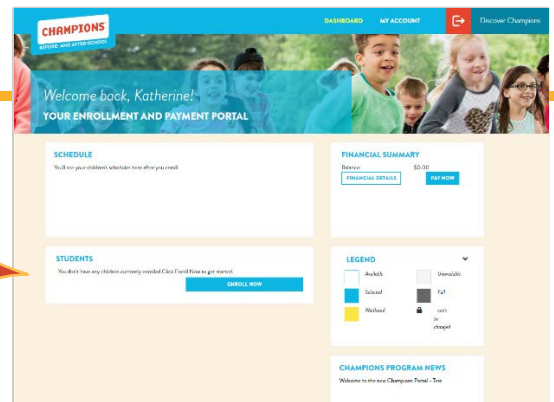 CHAMPIONS
BEFORE- AND AFTER-SCHOOL
DASHBOARD
MY ACCOUNT
Discover Champions
Welcome back, Katherine!
YOUR ENROLLMENT AND PAYMENT PORTAL
SCHEDULE
You'll see your children's schedules here after you enroll
FINANCIAL SUMMARY
Balance: $0.00
FINANCIAL DETAILS
PAY NOW
STUDENTS
You don't have any children currently enrolled. Click Enroll Now to get started.
ENROLL NOW
LEGEND
Available
Unavailable
Selected
Full
Waitlisted
can't
be
changed
CHAMPIONS PROGRAM NEWS
Welcome to the new Champions Portal - Test